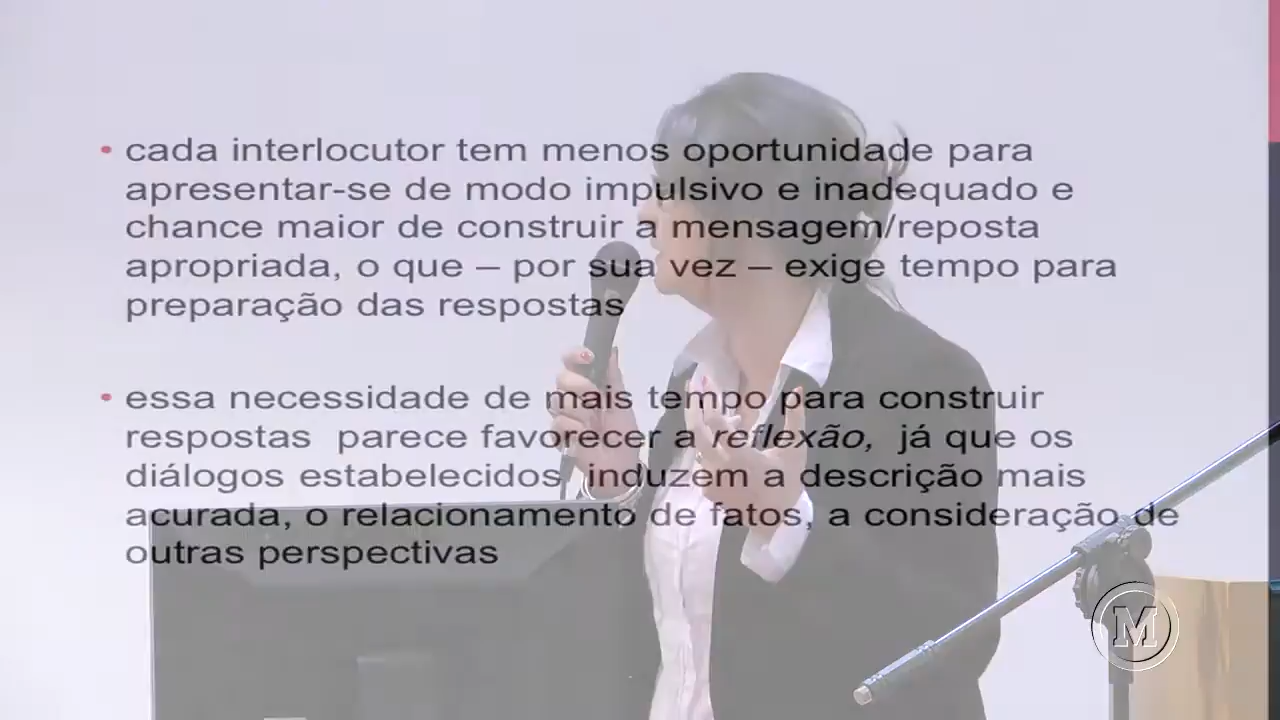 • cada interlocutor tem menos oportunidade para
apresentar-se de modo impulsivo e inadequado e
chance maior de construir a mensagem/reposta
apropriada, o que – por sua vez – exige tempo para
preparação das respostas
• essa necessidade de mais tempo para construir
respostas parece favorecer a reflexão, já que os
diálogos estabelecidos induzem a descrição mais
acurada, o relacionamento de fatos, a consideração de
outras perspectivas
M